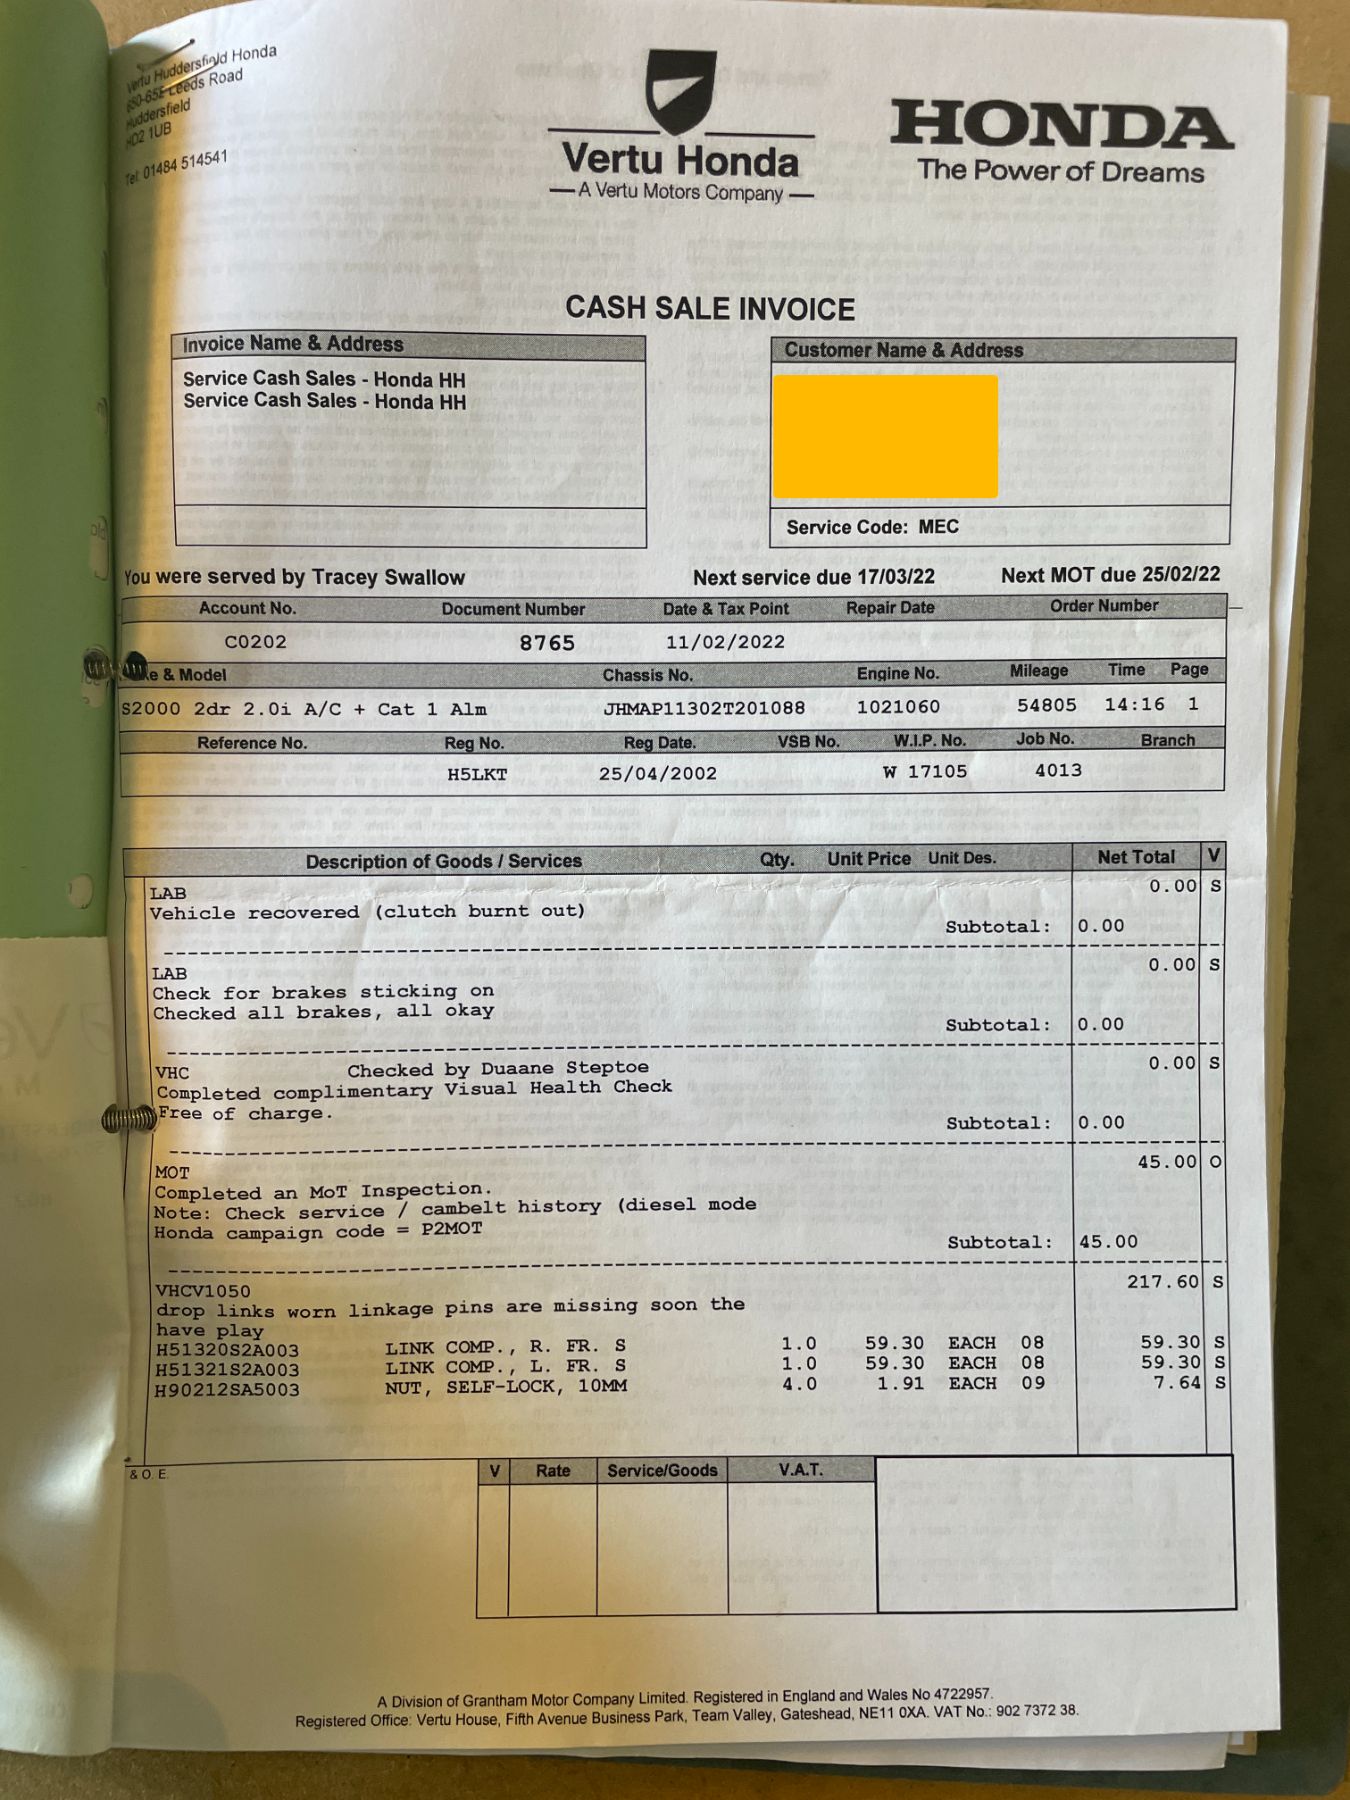 Vertu Huddersfield Honda
Leeds Road
Huddersfield
HD2 1UB
Tel: 01484 514541
Vertu Honda
A Vertu Motors Company
HONDA
The Power of Dreams
CASH SALE INVOICE
Invoice Name & Address
Service Cash Sales - Honda HH
Service Cash Sales - Honda HH
Customer Name & Address
Service Code: MEC
You were served by Tracey Swallow Next service due 17/03/22 Next MOT due 25/02/22
Account No. Document Number Date & Tax Point Repair Date Order Number
C0202 8765 11/02/2022
& Model Chassis No. Engine No. Mileage Time Page
S2000 2dr 2.0i A/C + Cat 1 Alm JHMAP11302T201088 1021060 54805 14:16 1
Reference No. Reg No. Reg Date. VSB No. W.I.P. No. Job No. Branch
H5LKT 25/04/2002 W 17105 4013
Description of Goods / Services Qty. Unit Price Unit Des. Net Total V
LAB 0.00 S
Vehicle recovered (clutch burnt out)
Subtotal: 0.00
LAB 0.00 S
Check for brakes sticking on
Checked all brakes, all okay
Subtotal: 0.00
VHC Checked by Duaane Steptoe 0.00 S
Completed complimentary Visual Health Check
Free of charge.
Subtotal: 0.00
MOT 45.00 O
Completed an MoT Inspection.
Note: Check service / cambelt history (diesel mode
Honda campaign code = P2MOT
Subtotal: 45.00
VHCV1050 217.60 S
drop links worn linkage pins are missing soon the
have play
H51320S2A003 LINK COMP., R. FR. S 1.0 59.30 EACH 08 59.30 S
H51321S2A003 LINK COMP., L. FR. S 1.0 59.30 EACH 08 59.30 S
H90212SA5003 NUT, SELF-LOCK, 10MM 4.0 1.91 EACH 09 7.64 S
& O. E.
V Rate Service/Goods V.A.T.
A Division of Grantham Motor Company Limited. Registered in England and Wales No 4722957.
Registered Office: Vertu House, Fifth Avenue Business Park, Team Valley, Gateshead, NE11 0XA. VAT No.: 902 7372 38.